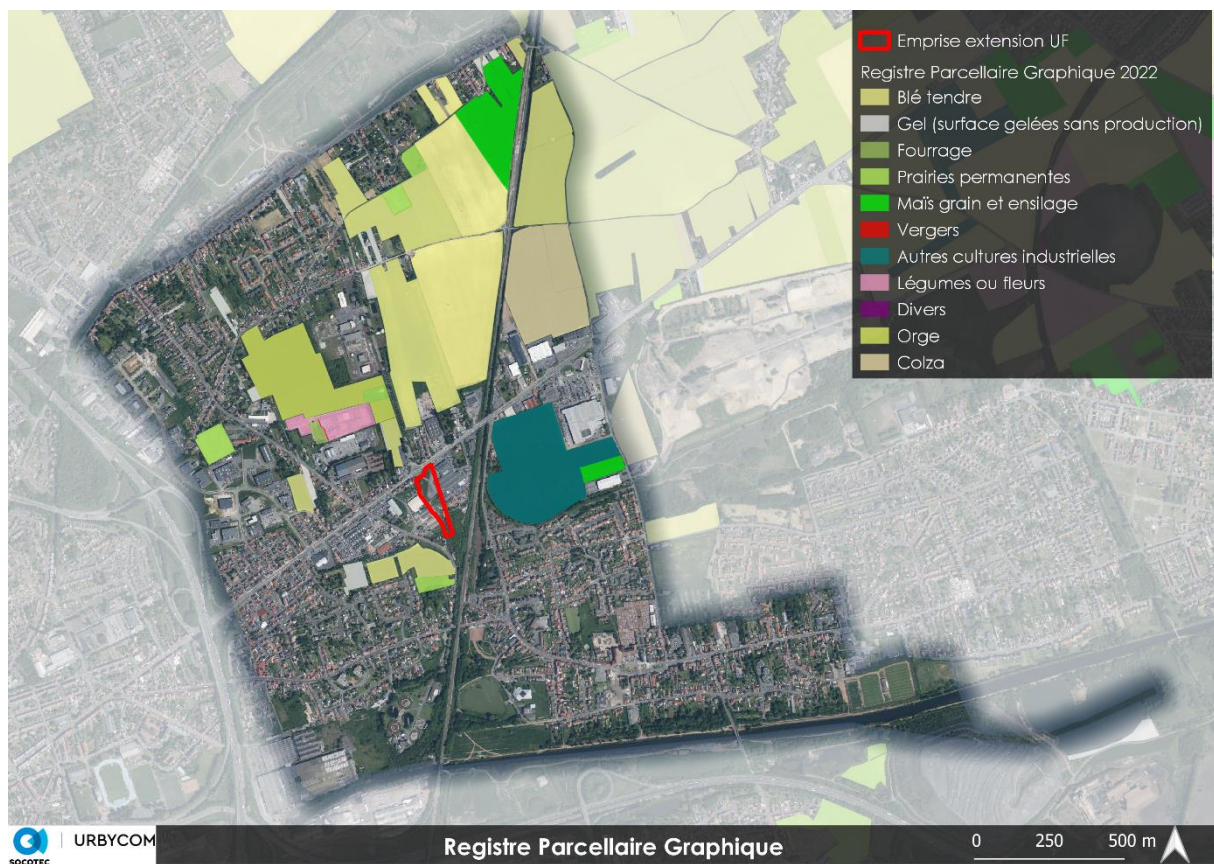 Emprise extension UF
Registre Parcellaire Graphique 2022
Blé tendre
Gel (surface gelées sans production)
Fourrage
Prairies permanentes
Maïs grain et ensilage
Vergers
Autres cultures industrielles
Légumes ou fleurs
Divers
Orge
Colza
SOCOTEC
URBYCOM
Registre Parcellaire Graphique
0 250 500 m